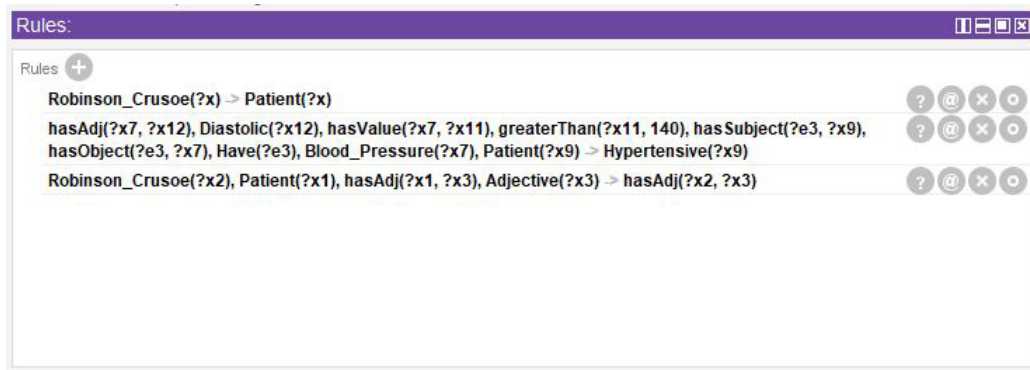 Rules:
Rules
Robinson_Crusoe(?x) -> Patient(?x)
hasAdj(?x7, ?x12), Diastolic(?x12), hasValue(?x7, ?x11), greaterThan(?x11, 140), hasSubject(?e3, ?x9),
hasObject(?e3, ?x7), Have(?e3), Blood_Pressure(?x7), Patient(?x9) -> Hypertensive(?x9)
Robinson_Crusoe(?x2), Patient(?x1), hasAdj(?x1, ?x3), Adjective(?x3) -> hasAdj(?x2, ?x3)